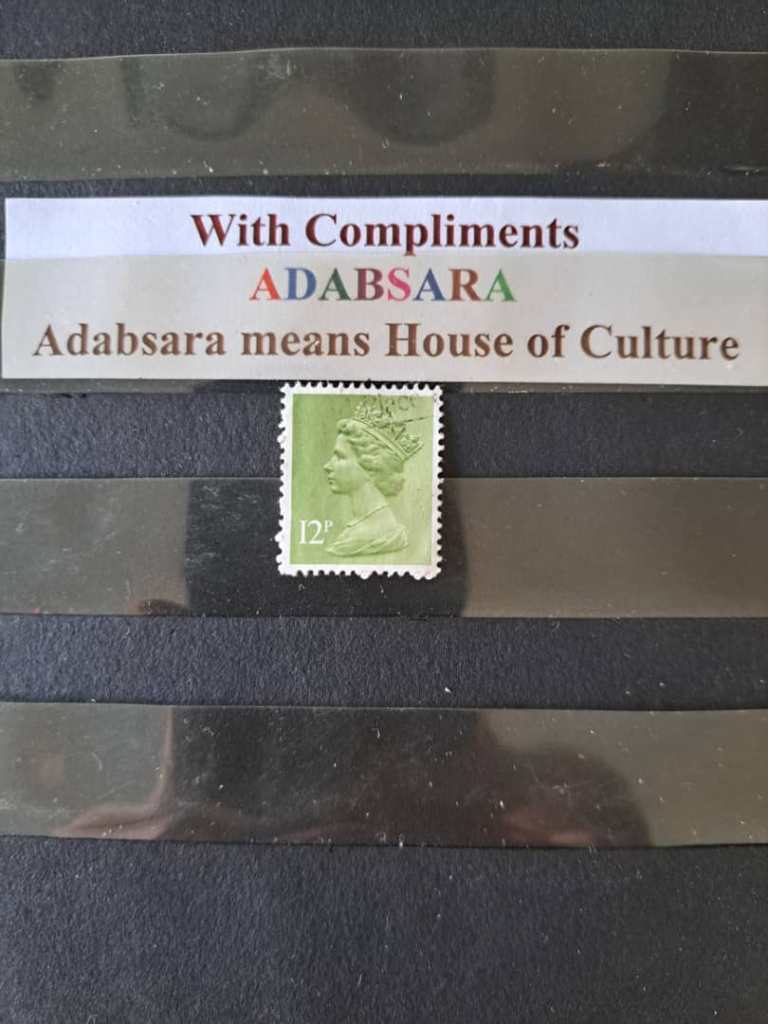 With Compliments
ADABSARA
Adabsara means House of Culture
12P